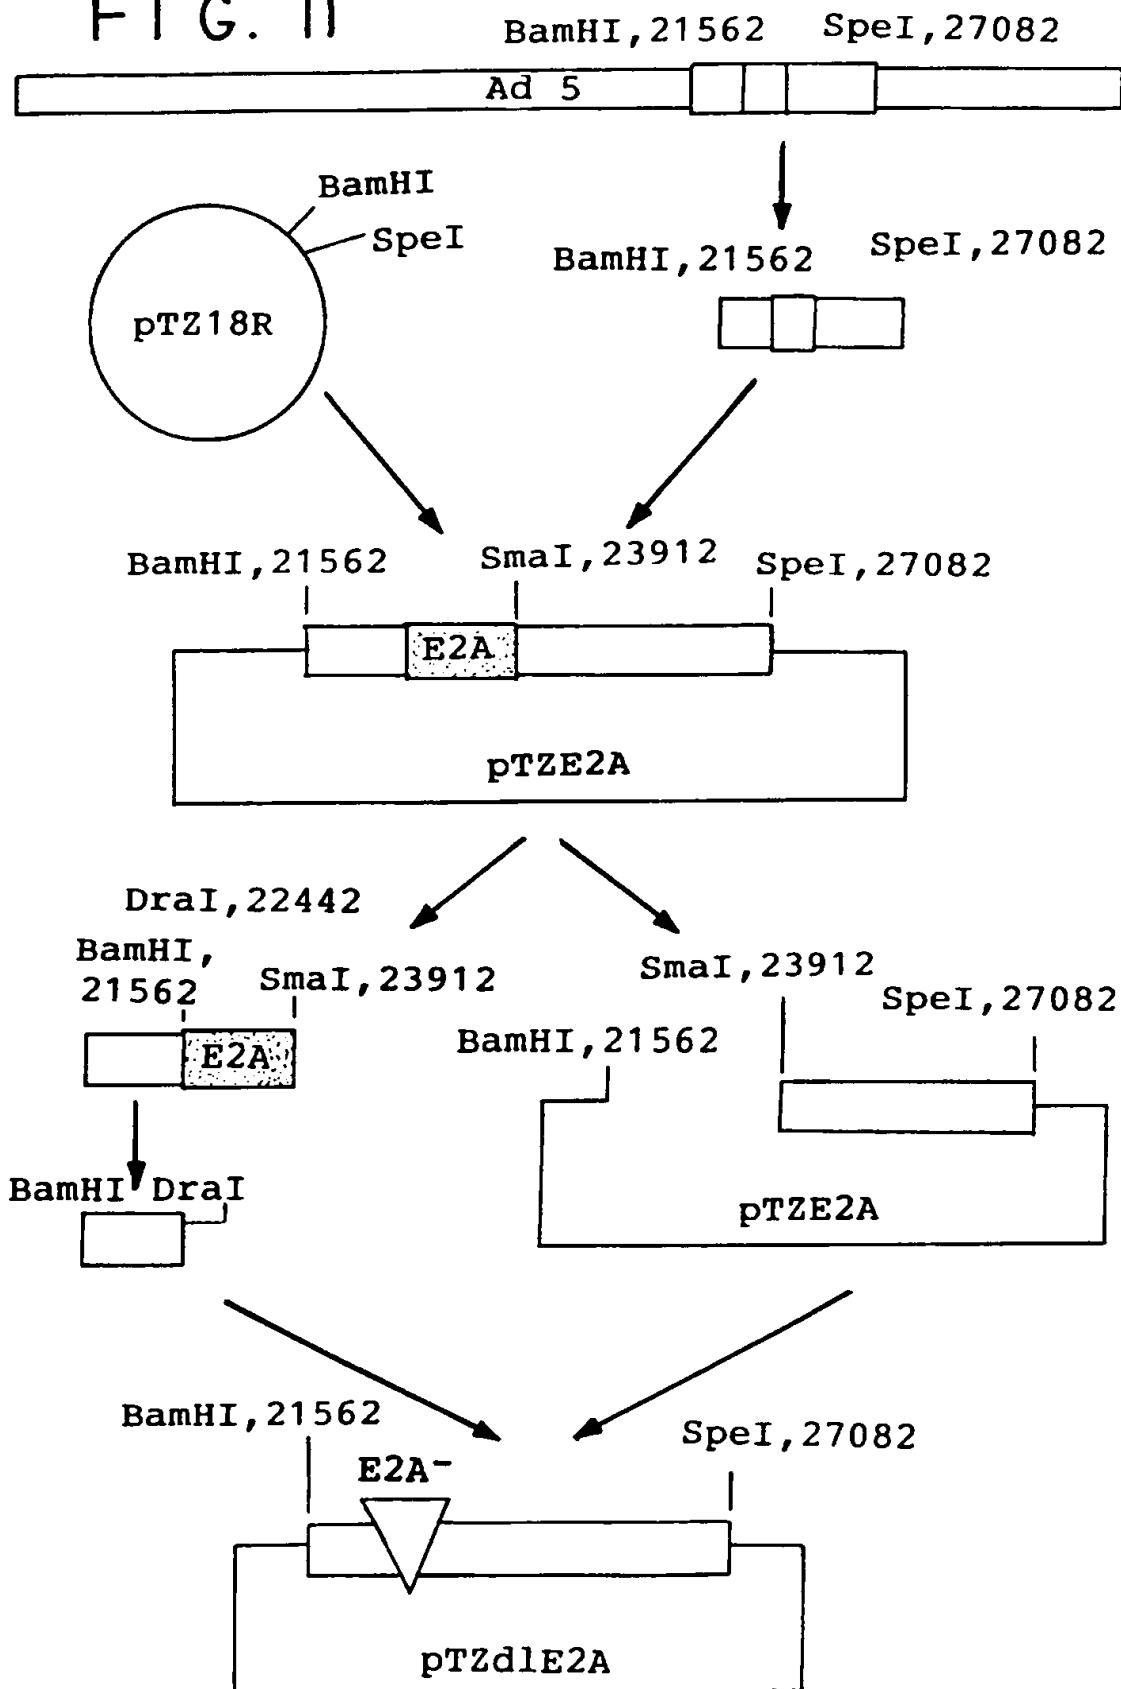 FIG. 11
BamHI,21562 SpeI,27082
Ad 5
BamHI
SpeI
pTZ18R
BamHI,21562 SpeI,27082
BamHI,21562 SmaI,23912 SpeI,27082
E2A
pTZE2A
DraI,22442
BamHI,
21562 SmaI,23912
E2A
SmaI,23912
SpeI,27082
BamHI,21562
BamHI DraI
pTZE2A
BamHI,21562 SpeI,27082
E2A-
pTZdlE2A